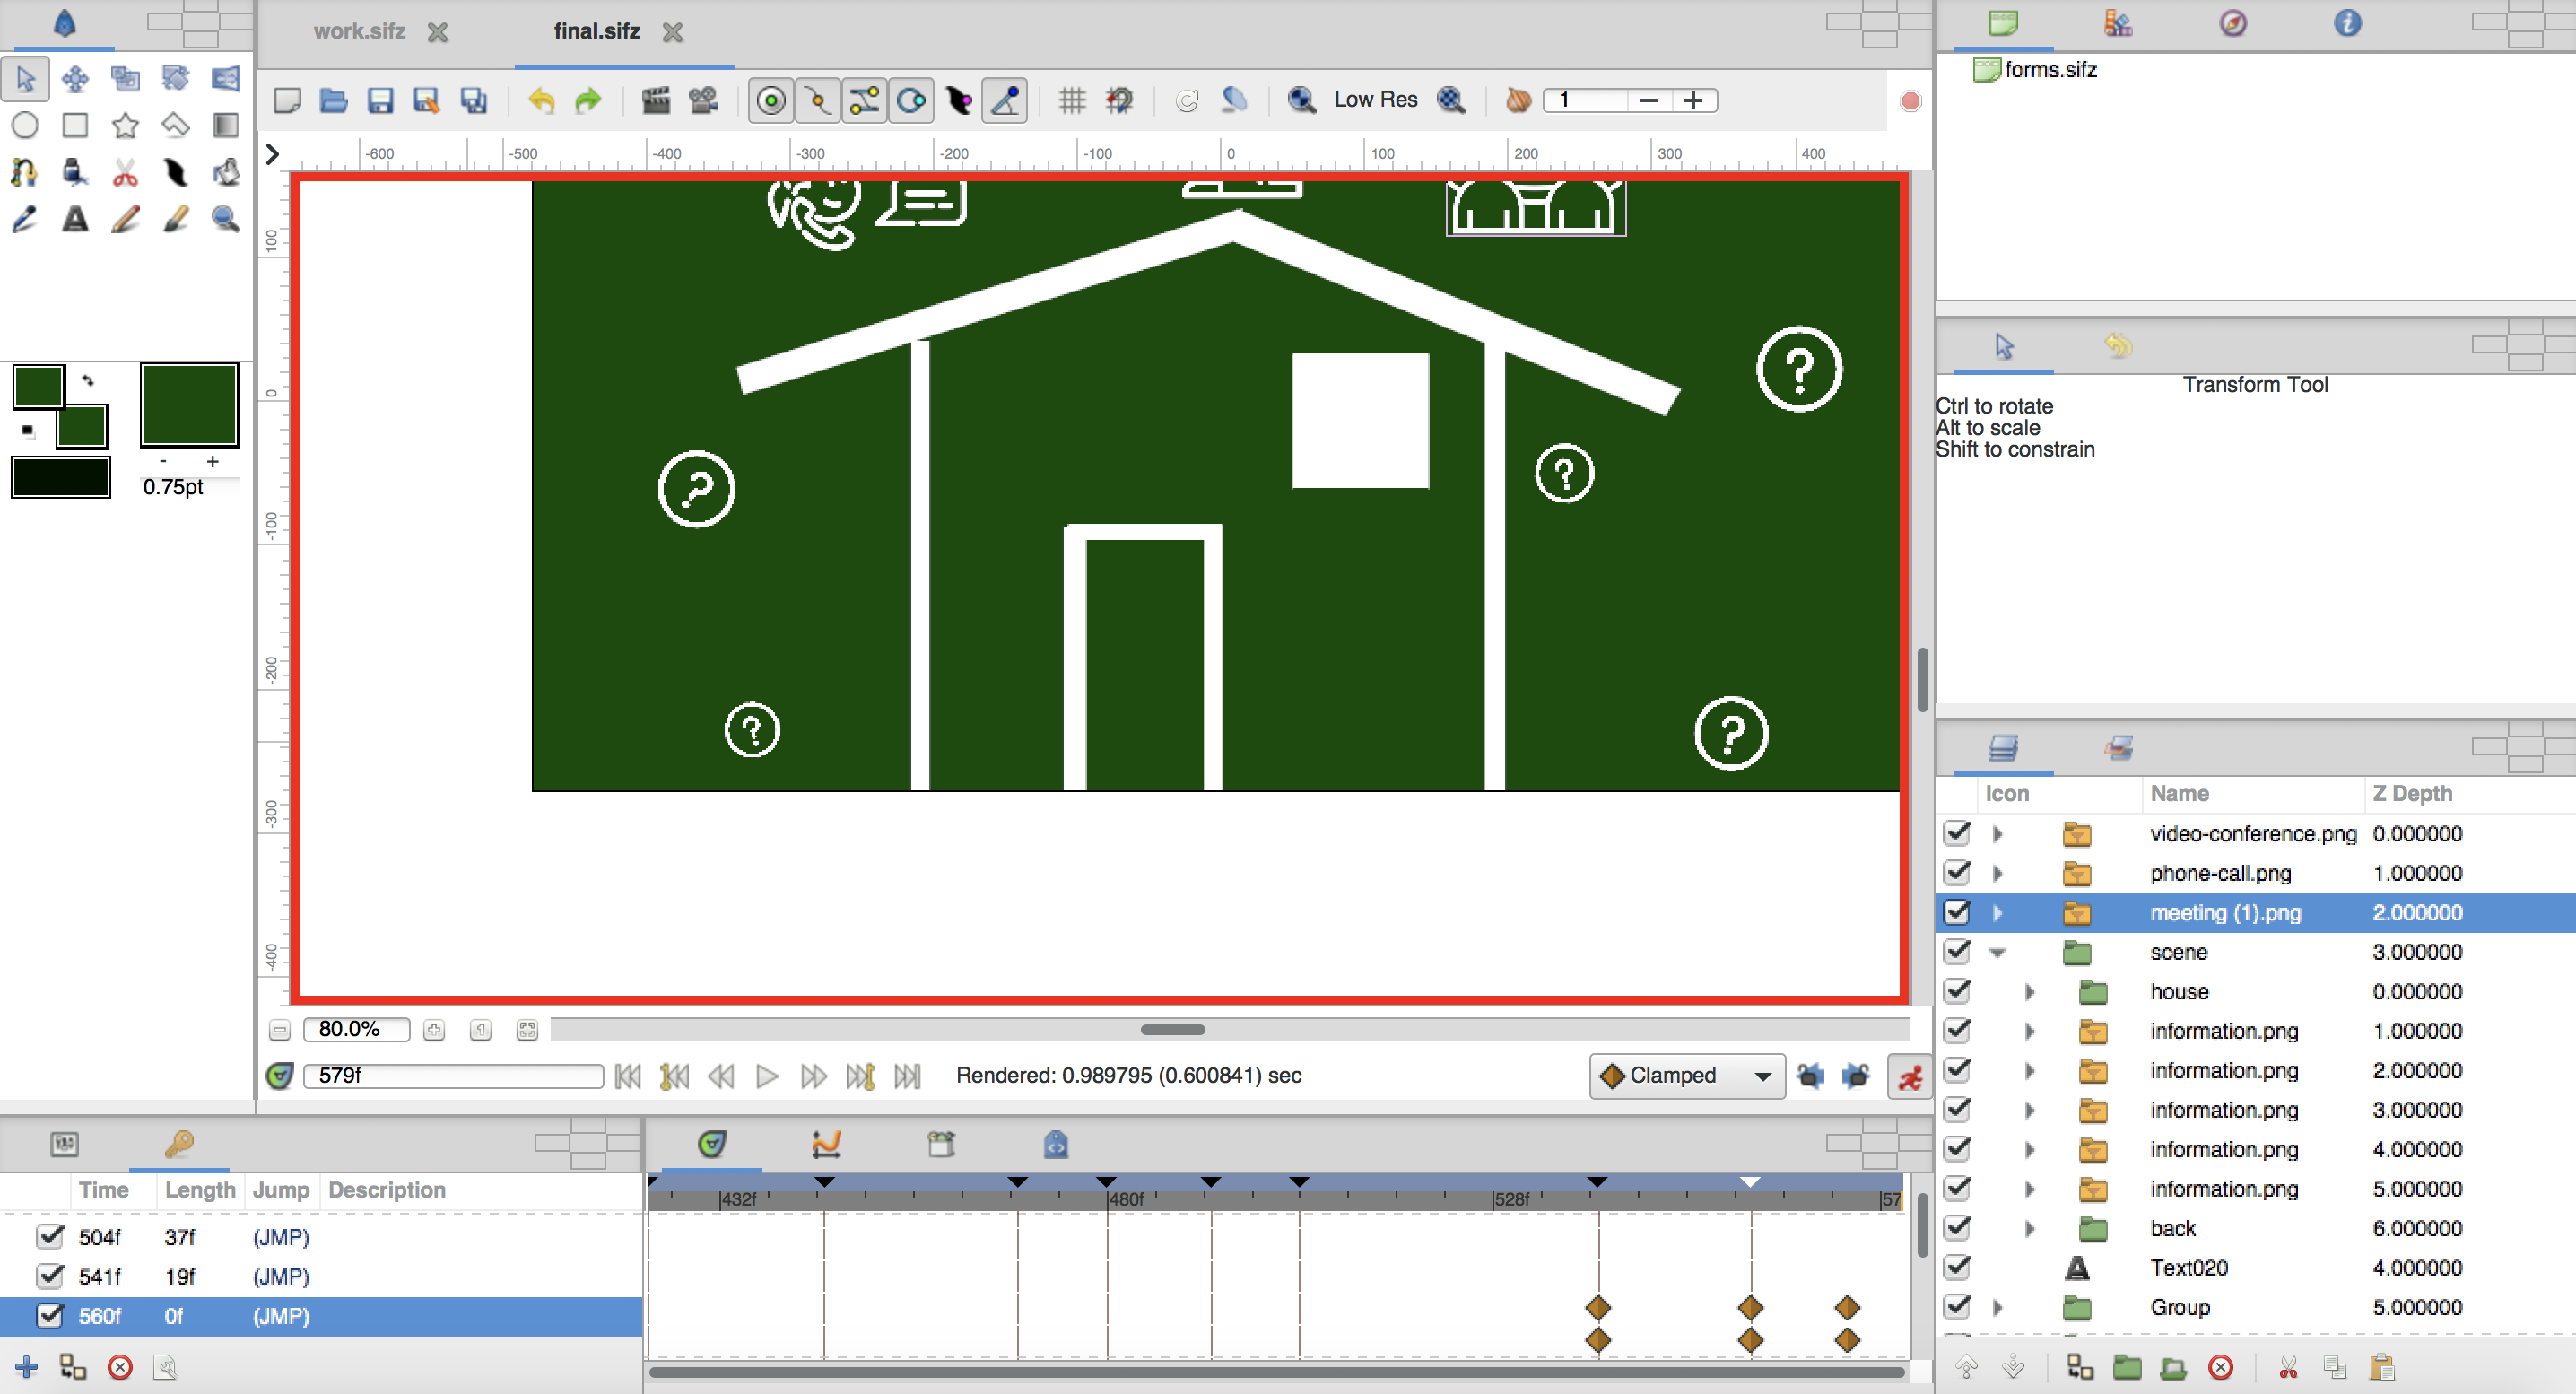 work.sifz
final.sifz
Low Res
1
-600 -500 -400 -300 -200 -100 0 100 200 300 400
100
0
-100
-200
-300
-400
?
?
?
?
?
- +
0.75pt
80.0%
579f
Rendered: 0.989795 (0.600841) sec
Clamped
forms.sifz
Transform Tool
Ctrl to rotate
Alt to scale
Shift to constrain
Icon Name Z Depth
video-conference.png 0.000000
phone-call.png 1.000000
meeting (1).png 2.000000
scene 3.000000
house 0.000000
information.png 1.000000
information.png 2.000000
information.png 3.000000
information.png 4.000000
information.png 5.000000
back 6.000000
Text020 4.000000
Group 5.000000
Time Length Jump Description
504f 37f (JMP)
541f 19f (JMP)
560f 0f (JMP)
432f 480f 528f 57